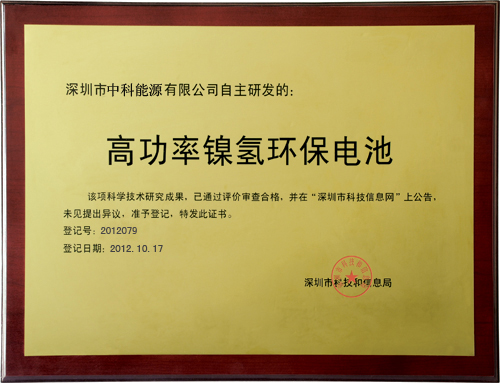 深圳市中科能源有限公司自主研发的:
高功率镍氢环保电池
该项科学技术研究成果，已通过评价审查合格，并在“深圳市科技信息网”上公告，
未见提出异议，准予登记，特发此证书。
登记号: 2012079
登记日期: 2012.10.17
深圳市科技和信息局